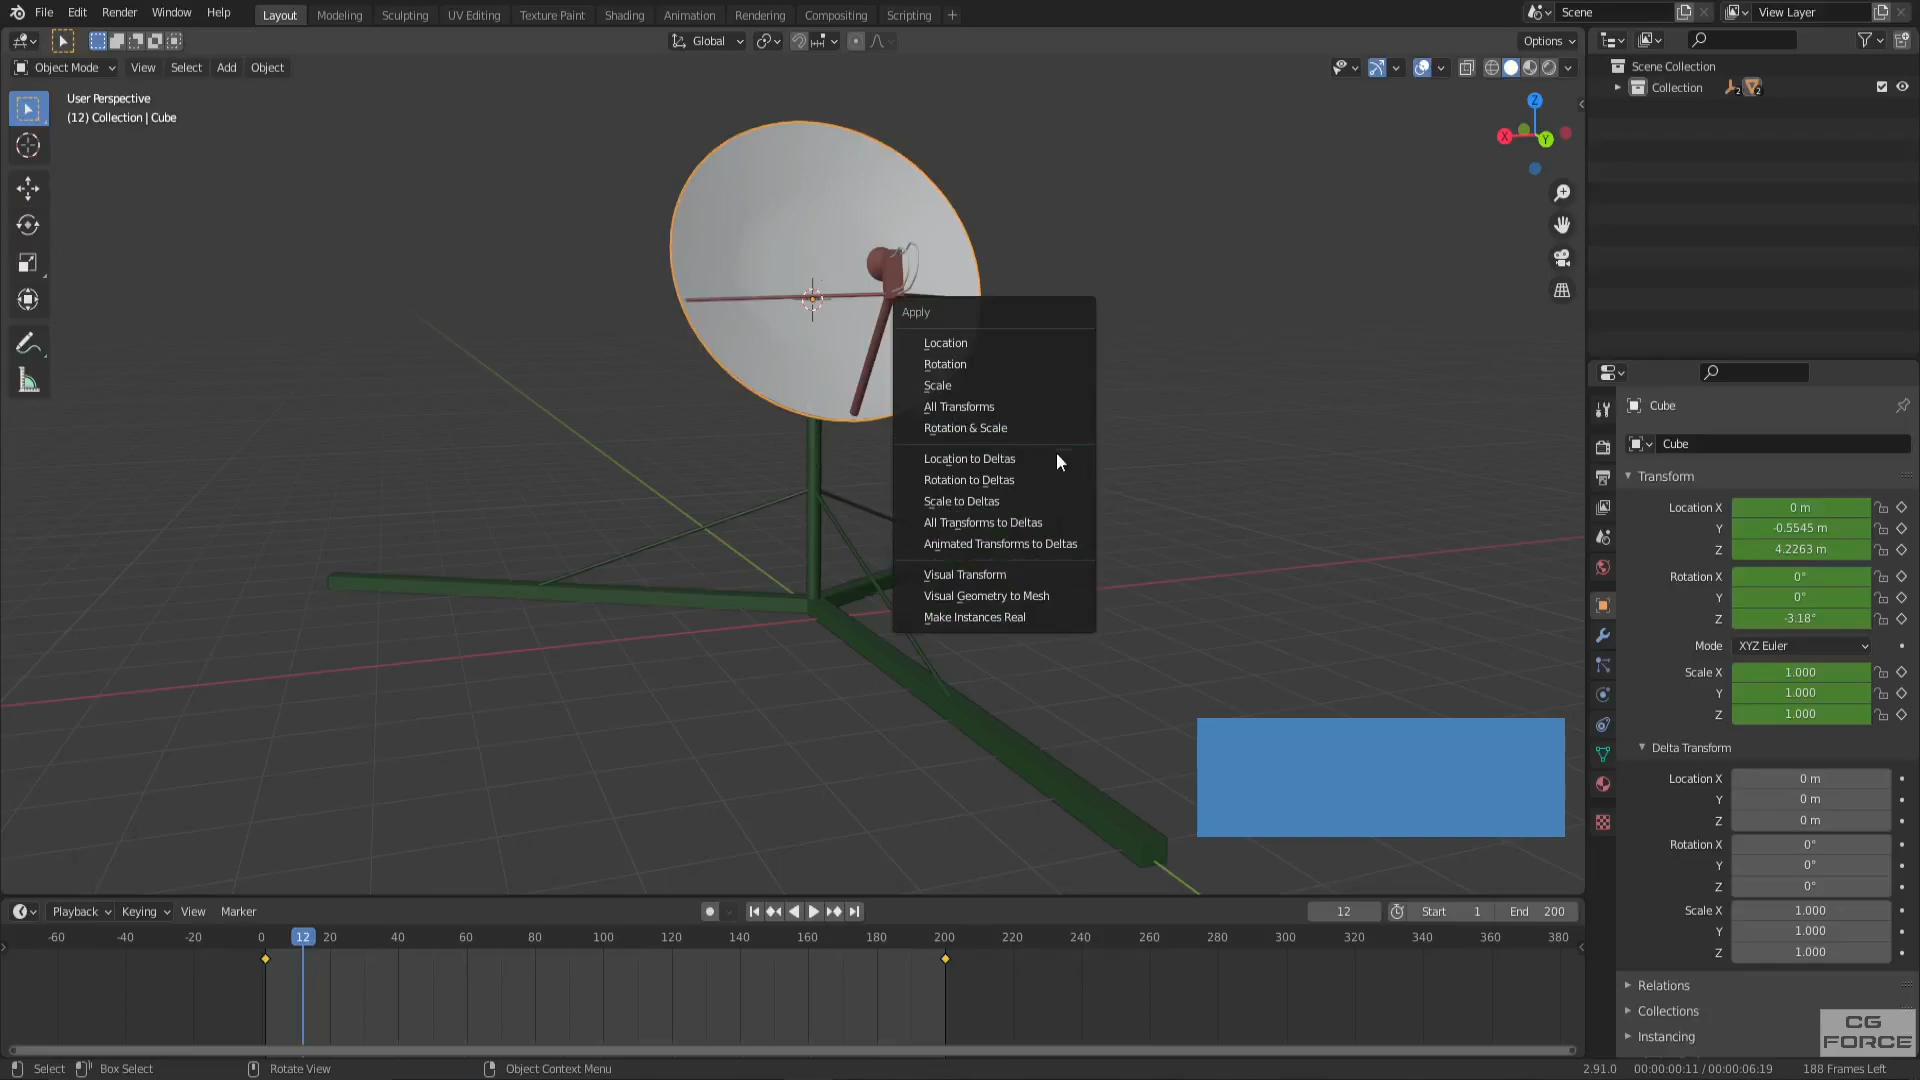 File Edit Render Window Help Layout Modeling Sculpting UV Editing Texture Paint Shading Animation Rendering Compositing Scripting + Scene View Layer
Global Options
Object Mode View Select Add Object
User Perspective
(12) Collection | Cube
Z
X Y
Scene Collection
Collection 2 2
Apply
Location
Rotation
Scale
All Transforms
Rotation & Scale
Location to Deltas
Rotation to Deltas
Scale to Deltas
All Transforms to Deltas
Animated Transforms to Deltas
Visual Transform
Visual Geometry to Mesh
Make Instances Real
Cube
Cube
Transform
Location X 0 m
Y -0.5545 m
Z 4.2263 m
Rotation X 0°
Y 0°
Z -3.18°
Mode XYZ Euler
Scale X 1.000
Y 1.000
Z 1.000
Delta Transform
Location X 0 m
Y 0 m
Z 0 m
Rotation X 0°
Y 0°
Z 0°
Scale X 1.000
Y 1.000
Z 1.000
Relations
Collections
Instancing
CG
FORCE
Playback Keying View Marker 12 Start 1 End 200
-60 -40 -20 0 12 20 40 60 80 100 120 140 160 180 200 220 240 260 280 300 320 340 360 380
Select Box Select Rotate View Object Context Menu 2.91.0 00:00:00:11 / 00:00:06:19 188 Frames Left